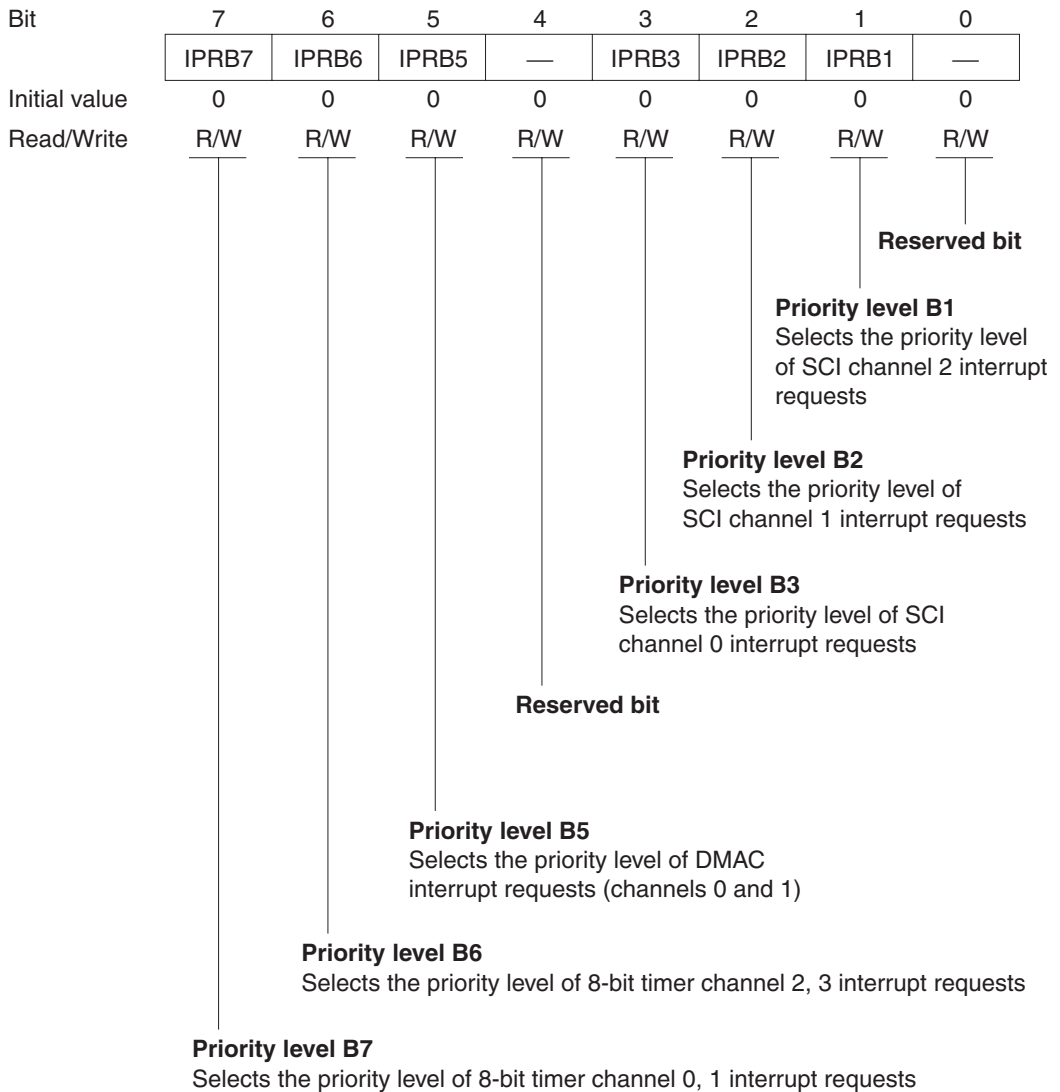 Bit 7 6 5 4 3 2 1 0
IPRB7 IPRB6 IPRB5 — IPRB3 IPRB2 IPRB1 —
Initial value 0 0 0 0 0 0 0 0
Read/Write R/W R/W R/W R/W R/W R/W R/W R/W
Reserved bit
Priority level B1
Selects the priority level
of SCI channel 2 interrupt
requests
Priority level B2
Selects the priority level of
SCI channel 1 interrupt requests
Priority level B3
Selects the priority level of SCI
channel 0 interrupt requests
Reserved bit
Priority level B5
Selects the priority level of DMAC
interrupt requests (channels 0 and 1)
Priority level B6
Selects the priority level of 8-bit timer channel 2, 3 interrupt requests
Priority level B7
Selects the priority level of 8-bit timer channel 0, 1 interrupt requests